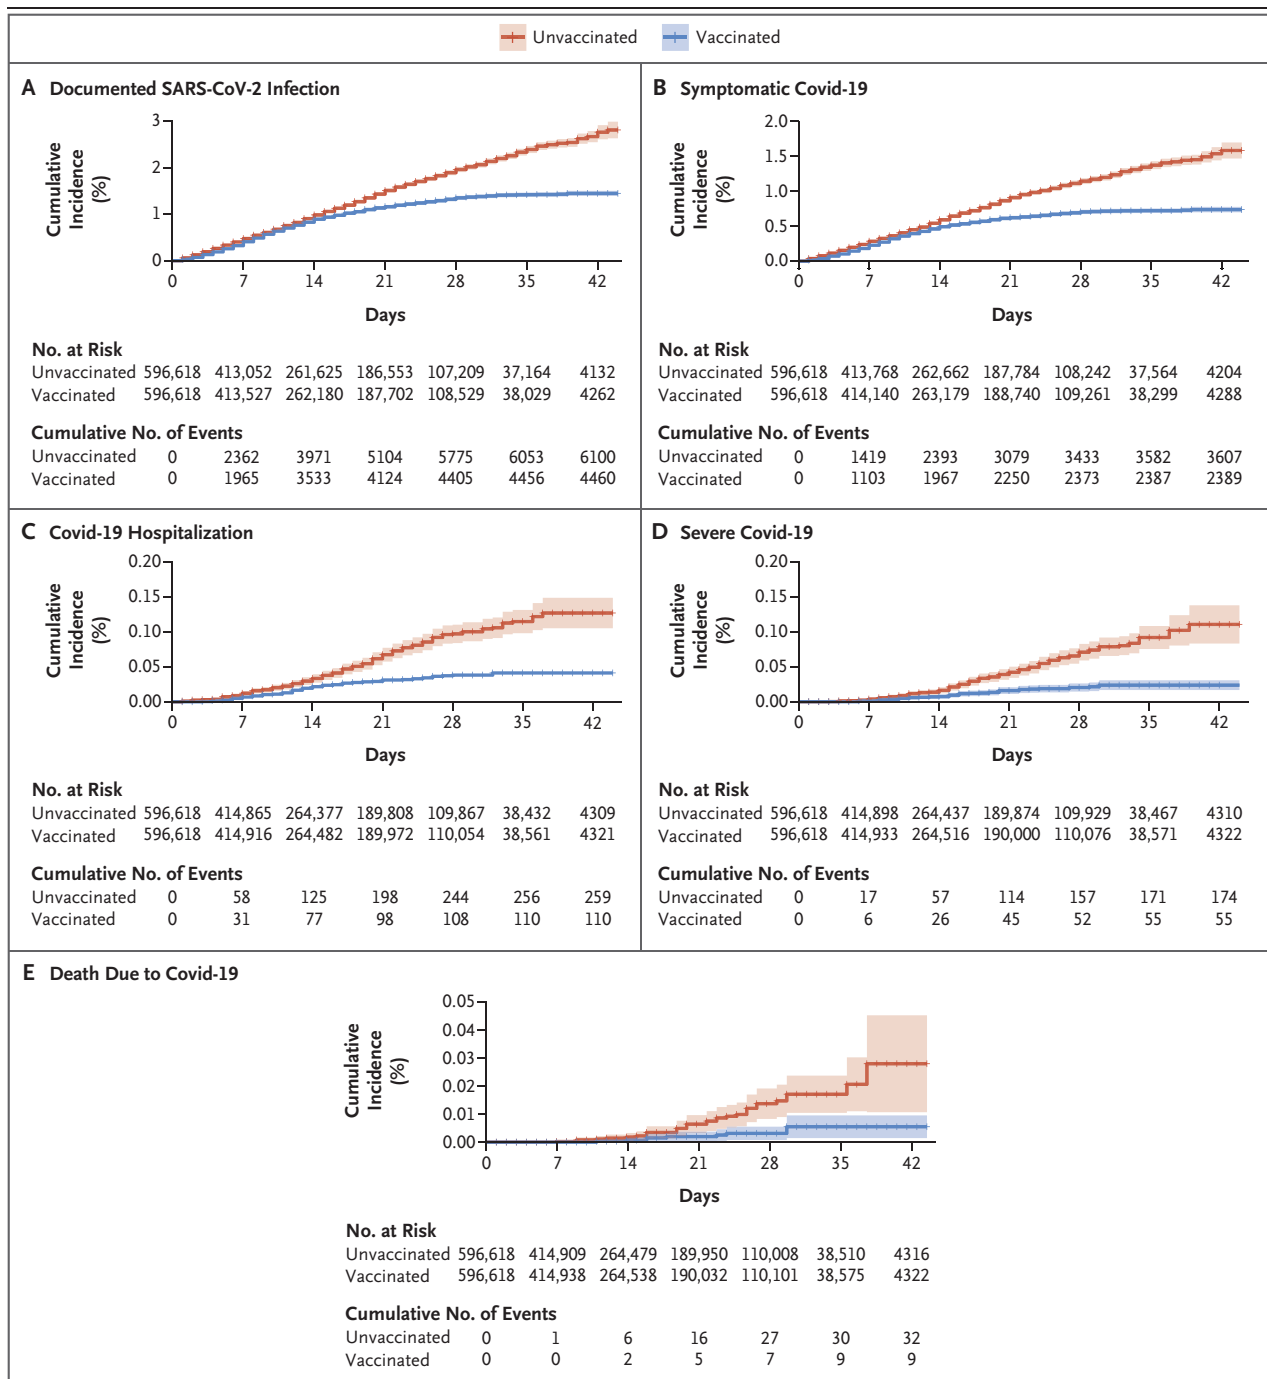 Unvaccinated Vaccinated
A Documented SARS-CoV-2 Infection
3
2
1
0
Cumulative Incidence (%)
0 7 14 21 28 35 42
Days
No. at Risk
Unvaccinated 596,618 413,052 261,625 186,553 107,209 37,164 4132
Vaccinated 596,618 413,527 262,180 187,702 108,529 38,029 4262
Cumulative No. of Events
Unvaccinated 0 2362 3971 5104 5775 6053 6100
Vaccinated 0 1965 3533 4124 4405 4456 4460
B Symptomatic Covid-19
2.0
1.5
1.0
0.5
0.0
Cumulative Incidence (%)
0 7 14 21 28 35 42
Days
No. at Risk
Unvaccinated 596,618 413,768 262,662 187,784 108,242 37,564 4204
Vaccinated 596,618 414,140 263,179 188,740 109,261 38,299 4288
Cumulative No. of Events
Unvaccinated 0 1419 2393 3079 3433 3582 3607
Vaccinated 0 1103 1967 2250 2373 2387 2389
C Covid-19 Hospitalization
0.20
0.15
0.10
0.05
0.00
Cumulative Incidence (%)
0 7 14 21 28 35 42
Days
No. at Risk
Unvaccinated 596,618 414,865 264,377 189,808 109,867 38,432 4309
Vaccinated 596,618 414,916 264,482 189,972 110,054 38,561 4321
Cumulative No. of Events
Unvaccinated 0 58 125 198 244 256 259
Vaccinated 0 31 77 98 108 110 110
D Severe Covid-19
0.20
0.15
0.10
0.05
0.00
Cumulative Incidence (%)
0 7 14 21 28 35 42
Days
No. at Risk
Unvaccinated 596,618 414,898 264,437 189,874 109,929 38,467 4310
Vaccinated 596,618 414,933 264,516 190,000 110,076 38,571 4322
Cumulative No. of Events
Unvaccinated 0 17 57 114 157 171 174
Vaccinated 0 6 26 45 52 55 55
E Death Due to Covid-19
0.05
0.04
0.03
0.02
0.01
0.00
Cumulative Incidence (%)
0 7 14 21 28 35 42
Days
No. at Risk
Unvaccinated 596,618 414,909 264,479 189,950 110,008 38,510 4316
Vaccinated 596,618 414,938 264,538 190,032 110,101 38,575 4322
Cumulative No. of Events
Unvaccinated 0 1 6 16 27 30 32
Vaccinated 0 0 2 5 7 9 9